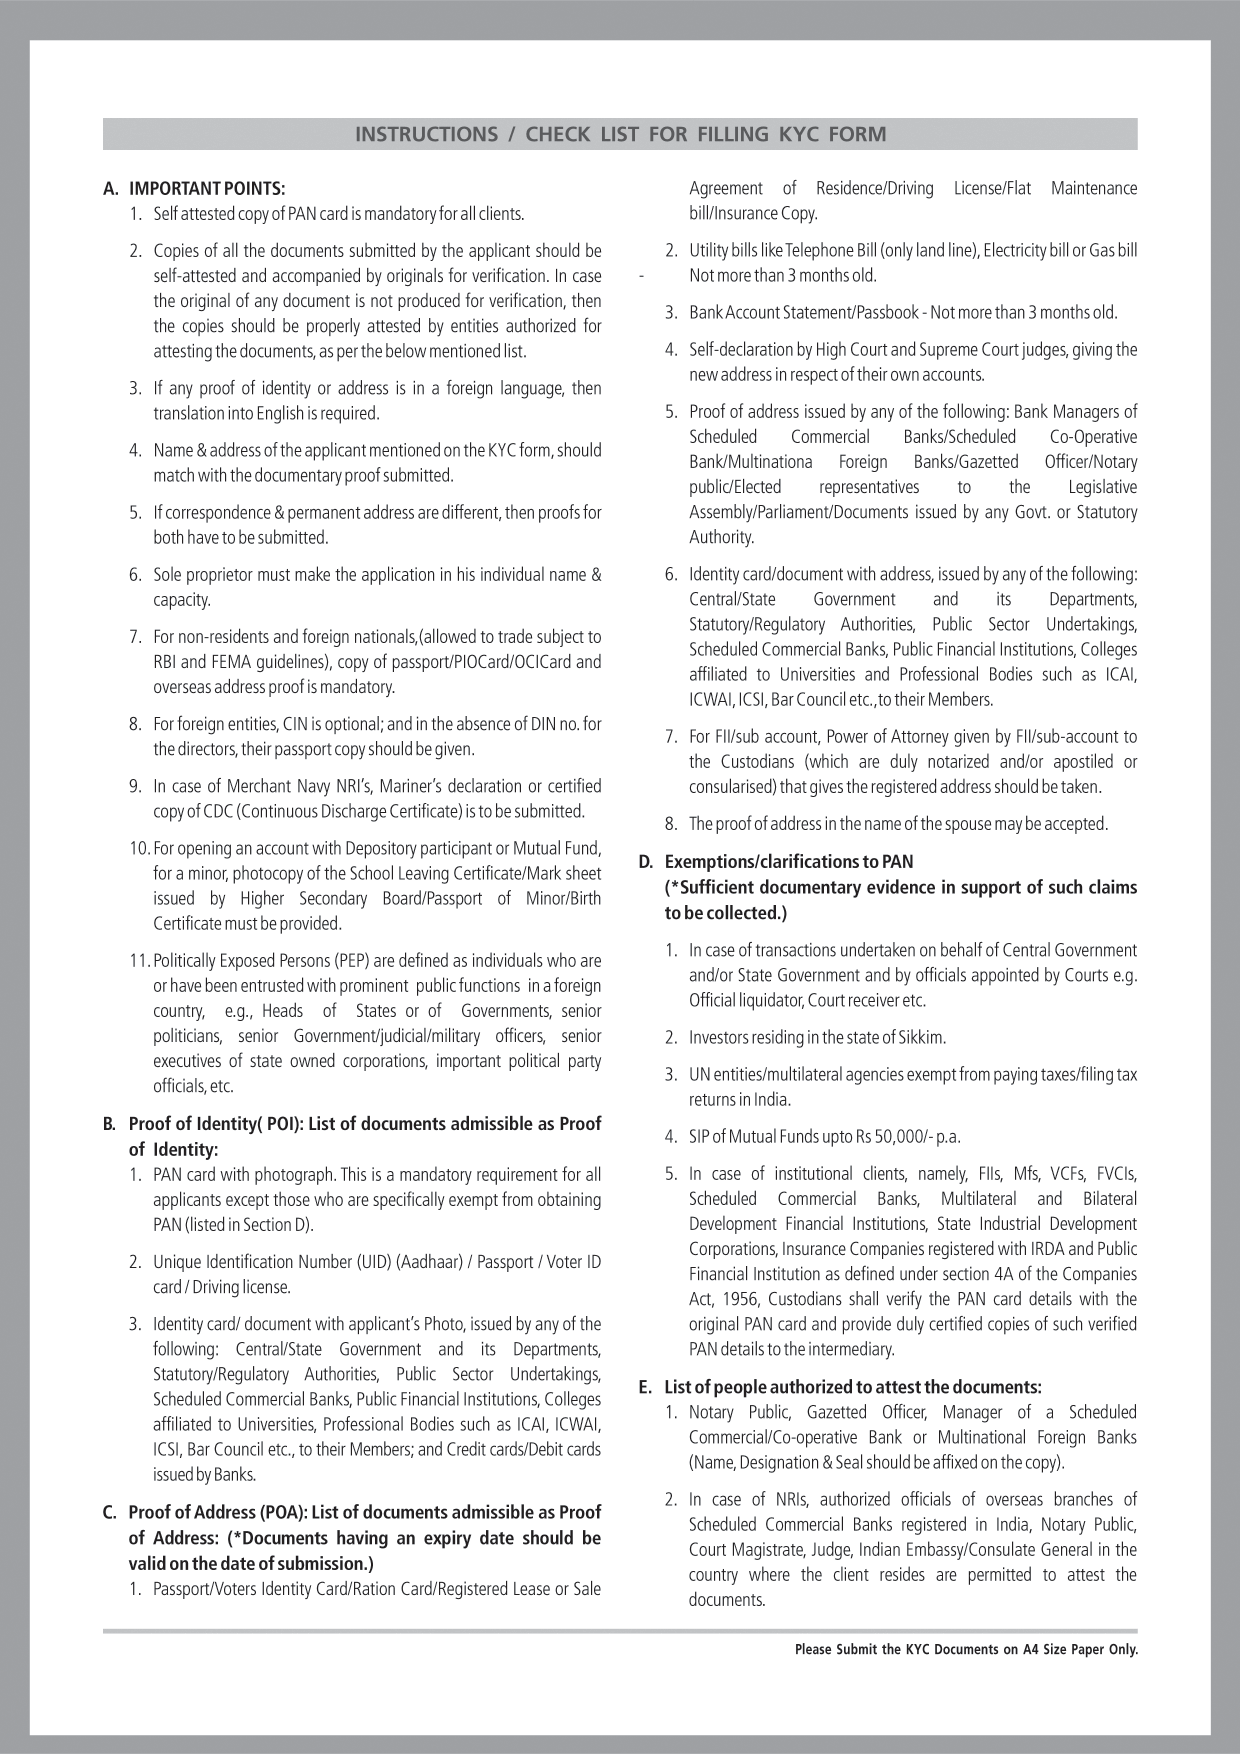 INSTRUCTIONS / CHECK LIST FOR FILLING KYC FORM
A. IMPORTANT POINTS:
1. Self attested copy of PAN card is mandatory for all clients.
2. Copies of all the documents submitted by the applicant should be
self-attested and accompanied by originals for verification. In case
the original of any document is not produced for verification, then
the copies should be properly attested by entities authorized for
attesting the documents, as per the below mentioned list.
3. If any proof of identity or address is in a foreign language, then
translation into English is required.
4. Name & address of the applicant mentioned on the KYC form, should
match with the documentary proof submitted.
5. If correspondence & permanent address are different, then proofs for
both have to be submitted.
6. Sole proprietor must make the application in his individual name &
capacity.
7. For non-residents and foreign nationals,(allowed to trade subject to
RBI and FEMA guidelines), copy of passport/PIOCard/OCICard and
overseas address proof is mandatory.
8. For foreign entities, CIN is optional; and in the absence of DIN no. for
the directors, their passport copy should be given.
9. In case of Merchant Navy NRI’s, Mariner’s declaration or certified
copy of CDC (Continuous Discharge Certificate) is to be submitted.
10. For opening an account with Depository participant or Mutual Fund,
for a minor, photocopy of the School Leaving Certificate/Mark sheet
issued by Higher Secondary Board/Passport of Minor/Birth
Certificate must be provided.
11. Politically Exposed Persons (PEP) are defined as individuals who are
or have been entrusted with prominent public functions in a foreign
country, e.g., Heads of States or of Governments, senior
politicians, senior Government/judicial/military officers, senior
executives of state owned corporations, important political party
officials, etc.
B. Proof of Identity( POI): List of documents admissible as Proof
of Identity:
1. PAN card with photograph. This is a mandatory requirement for all
applicants except those who are specifically exempt from obtaining
PAN (listed in Section D).
2. Unique Identification Number (UID) (Aadhaar) / Passport / Voter ID
card / Driving license.
3. Identity card/ document with applicant’s Photo, issued by any of the
following: Central/State Government and its Departments,
Statutory/Regulatory Authorities, Public Sector Undertakings,
Scheduled Commercial Banks, Public Financial Institutions, Colleges
affiliated to Universities, Professional Bodies such as ICAI, ICWAI,
ICSI, Bar Council etc., to their Members; and Credit cards/Debit cards
issued by Banks.
C. Proof of Address (POA): List of documents admissible as Proof
of Address: (*Documents having an expiry date should be
valid on the date of submission.)
1. Passport/Voters Identity Card/Ration Card/Registered Lease or Sale
Agreement of Residence/Driving License/Flat Maintenance
bill/Insurance Copy.
2. Utility bills like Telephone Bill (only land line), Electricity bill or Gas bill
- Not more than 3 months old.
3. Bank Account Statement/Passbook - Not more than 3 months old.
4. Self-declaration by High Court and Supreme Court judges, giving the
new address in respect of their own accounts.
5. Proof of address issued by any of the following: Bank Managers of
Scheduled Commercial Banks/Scheduled Co-Operative
Bank/Multinationa Foreign Banks/Gazetted Officer/Notary
public/Elected representatives to the Legislative
Assembly/Parliament/Documents issued by any Govt. or Statutory
Authority.
6. Identity card/document with address, issued by any of the following:
Central/State Government and its Departments,
Statutory/Regulatory Authorities, Public Sector Undertakings,
Scheduled Commercial Banks, Public Financial Institutions, Colleges
affiliated to Universities and Professional Bodies such as ICAI,
ICWAI, ICSI, Bar Council etc.,to their Members.
7. For FII/sub account, Power of Attorney given by FII/sub-account to
the Custodians (which are duly notarized and/or apostiled or
consularised) that gives the registered address should be taken.
8. The proof of address in the name of the spouse may be accepted.
D. Exemptions/clarifications to PAN
(*Sufficient documentary evidence in support of such claims
to be collected.)
1. In case of transactions undertaken on behalf of Central Government
and/or State Government and by officials appointed by Courts e.g.
Official liquidator, Court receiver etc.
2. Investors residing in the state of Sikkim.
3. UN entities/multilateral agencies exempt from paying taxes/filing tax
returns in India.
4. SIP of Mutual Funds upto Rs 50,000/- p.a.
5. In case of institutional clients, namely, FIIs, Mfs, VCFs, FVCIs,
Scheduled Commercial Banks, Multilateral and Bilateral
Development Financial Institutions, State Industrial Development
Corporations, Insurance Companies registered with IRDA and Public
Financial Institution as defined under section 4A of the Companies
Act, 1956, Custodians shall verify the PAN card details with the
original PAN card and provide duly certified copies of such verified
PAN details to the intermediary.
E. List of people authorized to attest the documents:
1. Notary Public, Gazetted Officer, Manager of a Scheduled
Commercial/Co-operative Bank or Multinational Foreign Banks
(Name, Designation & Seal should be affixed on the copy).
2. In case of NRIs, authorized officials of overseas branches of
Scheduled Commercial Banks registered in India, Notary Public,
Court Magistrate, Judge, Indian Embassy/Consulate General in the
country where the client resides are permitted to attest the
documents.
Please Submit the KYC Documents on A4 Size Paper Only.